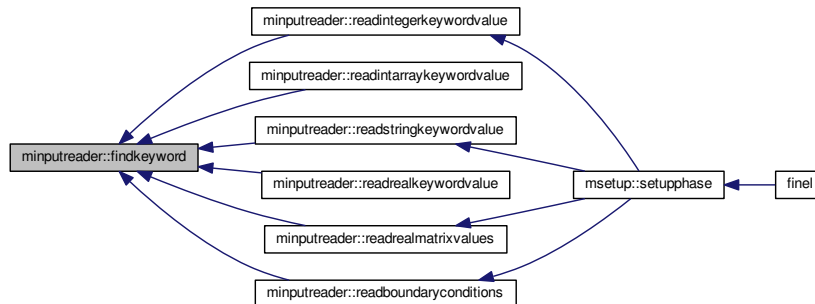 minputreader::readintegerkeywordvalue
minputreader::readintarraykeywordvalue
minputreader::readstringkeywordvalue
minputreader::findkeyword
minputreader::readrealkeywordvalue
msetup::setupphase
finel
minputreader::readrealmatrixvalues
minputreader::readboundaryconditions